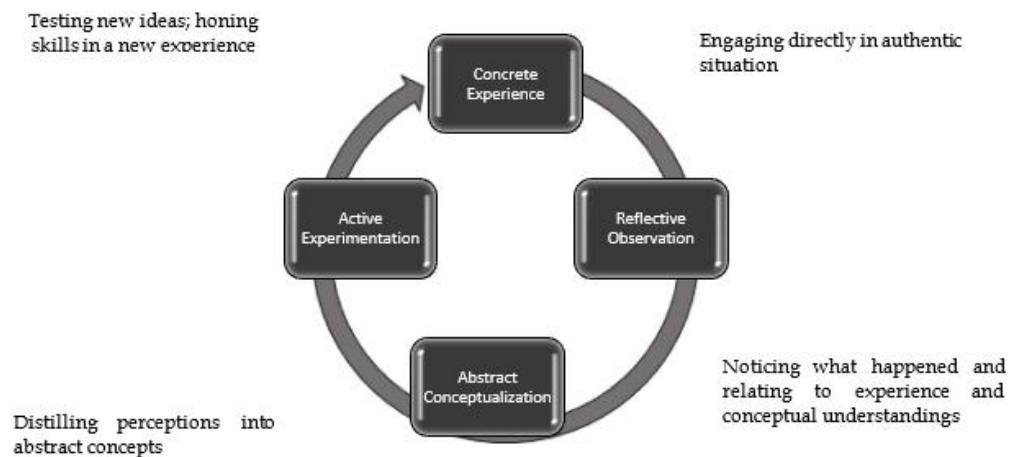 Testing new ideas; honing
skills in a new experience
Engaging directly in authentic
situation
Concrete
Experience
Active
Experimentation
Reflective
Observation
Abstract
Conceptualization
Noticing what happened and
relating to experience and
conceptual understandings
Distilling perceptions into
abstract concepts